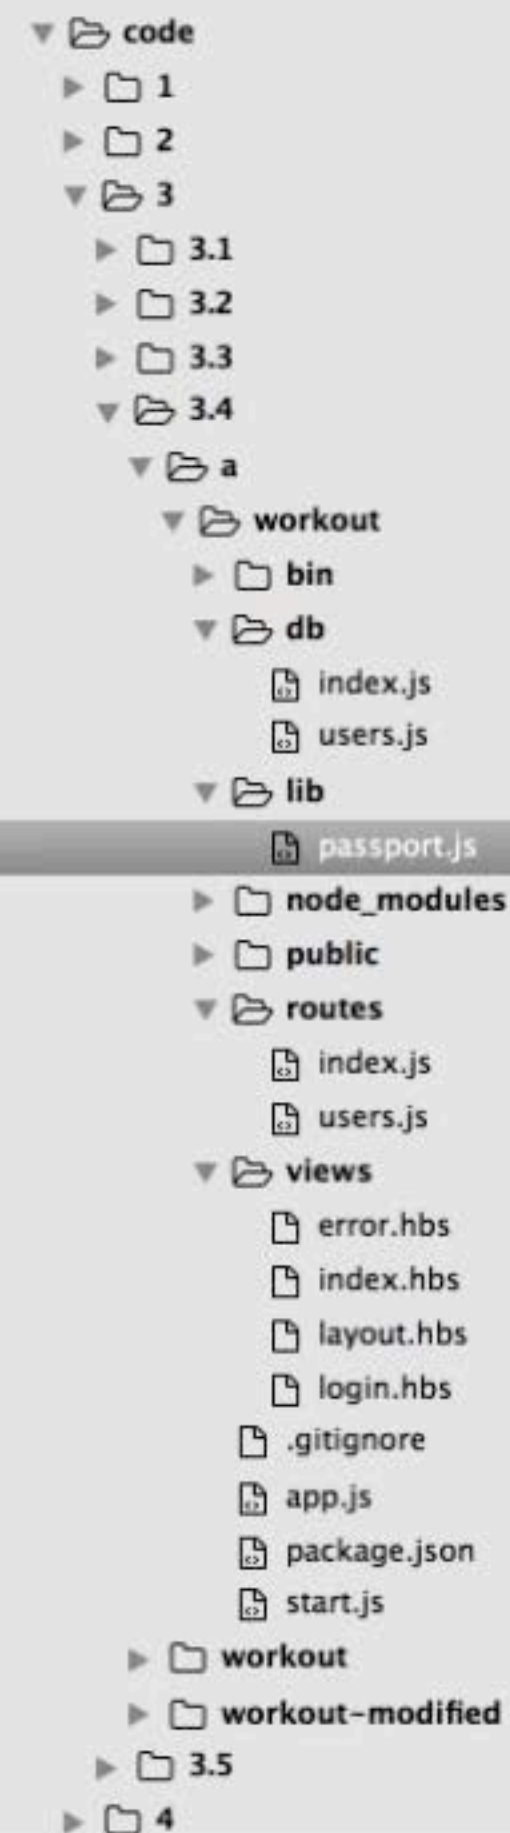 code
1
2
3
3.1
3.2
3.3
3.4
a
workout
bin
db
index.js
users.js
lib
passport.js
node_modules
public
routes
index.js
users.js
views
error.hbs
index.hbs
layout.hbs
login.hbs
.gitignore
app.js
package.json
start.js
workout
workout-modified
3.5
4